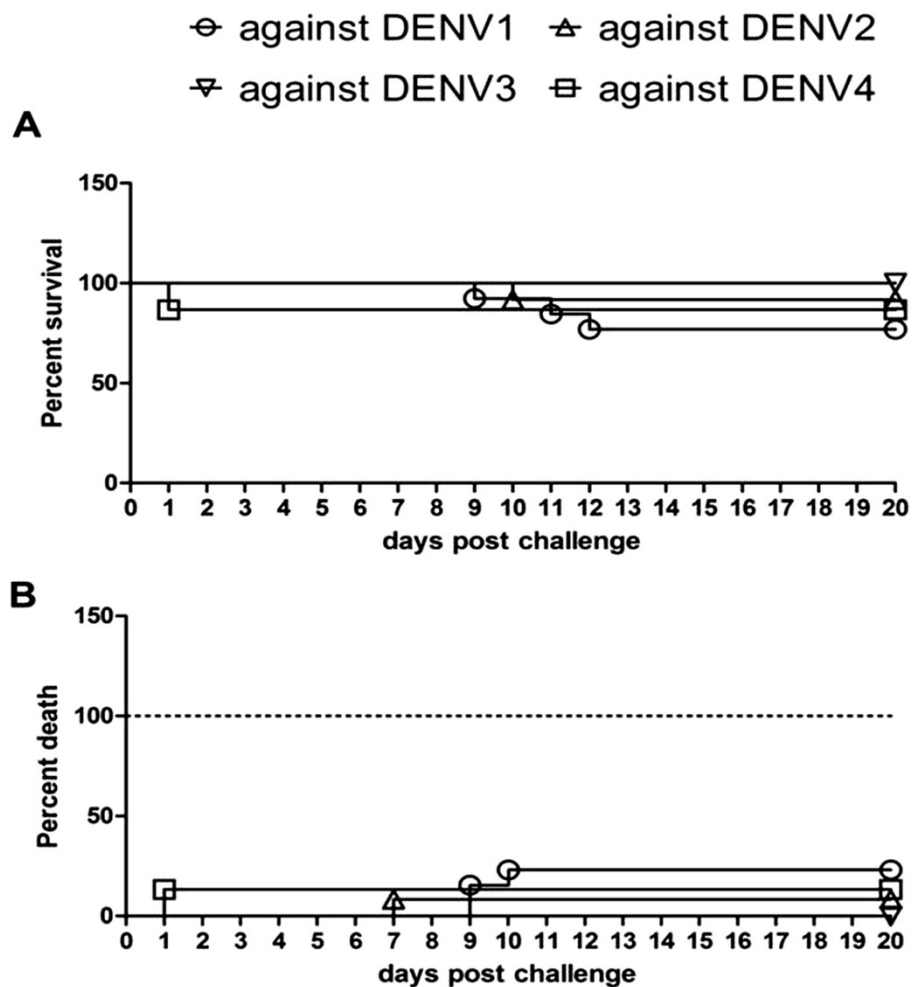 against DENV1 against DENV2
against DENV3 against DENV4
A
150
100
50
0
Percent survival
0 1 2 3 4 5 6 7 8 9 10 11 12 13 14 15 16 17 18 19 20
days post challenge
B
150
100
50
0
Percent death
0 1 2 3 4 5 6 7 8 9 10 11 12 13 14 15 16 17 18 19 20
days post challenge